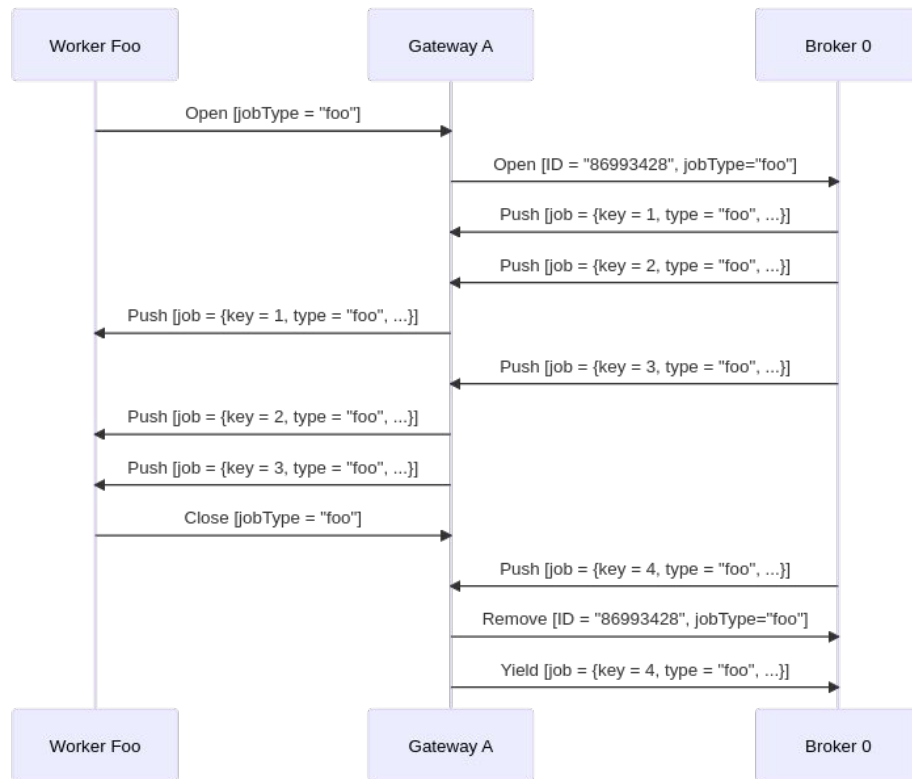 Worker Foo
Gateway A
Broker 0
Open [jobType = "foo"]
Open [ID = "86993428", jobType="foo"]
Push [job = {key = 1, type = "foo", ...}]
Push [job = {key = 2, type = "foo", ...}]
Push [job = {key = 1, type = "foo", ...}]
Push [job = {key = 3, type = "foo", ...}]
Push [job = {key = 2, type = "foo", ...}]
Push [job = {key = 3, type = "foo", ...}]
Close [jobType = "foo"]
Push [job = {key = 4, type = "foo", ...}]
Remove [ID = "86993428", jobType="foo"]
Yield [job = {key = 4, type = "foo", ...}]
Worker Foo
Gateway A
Broker 0